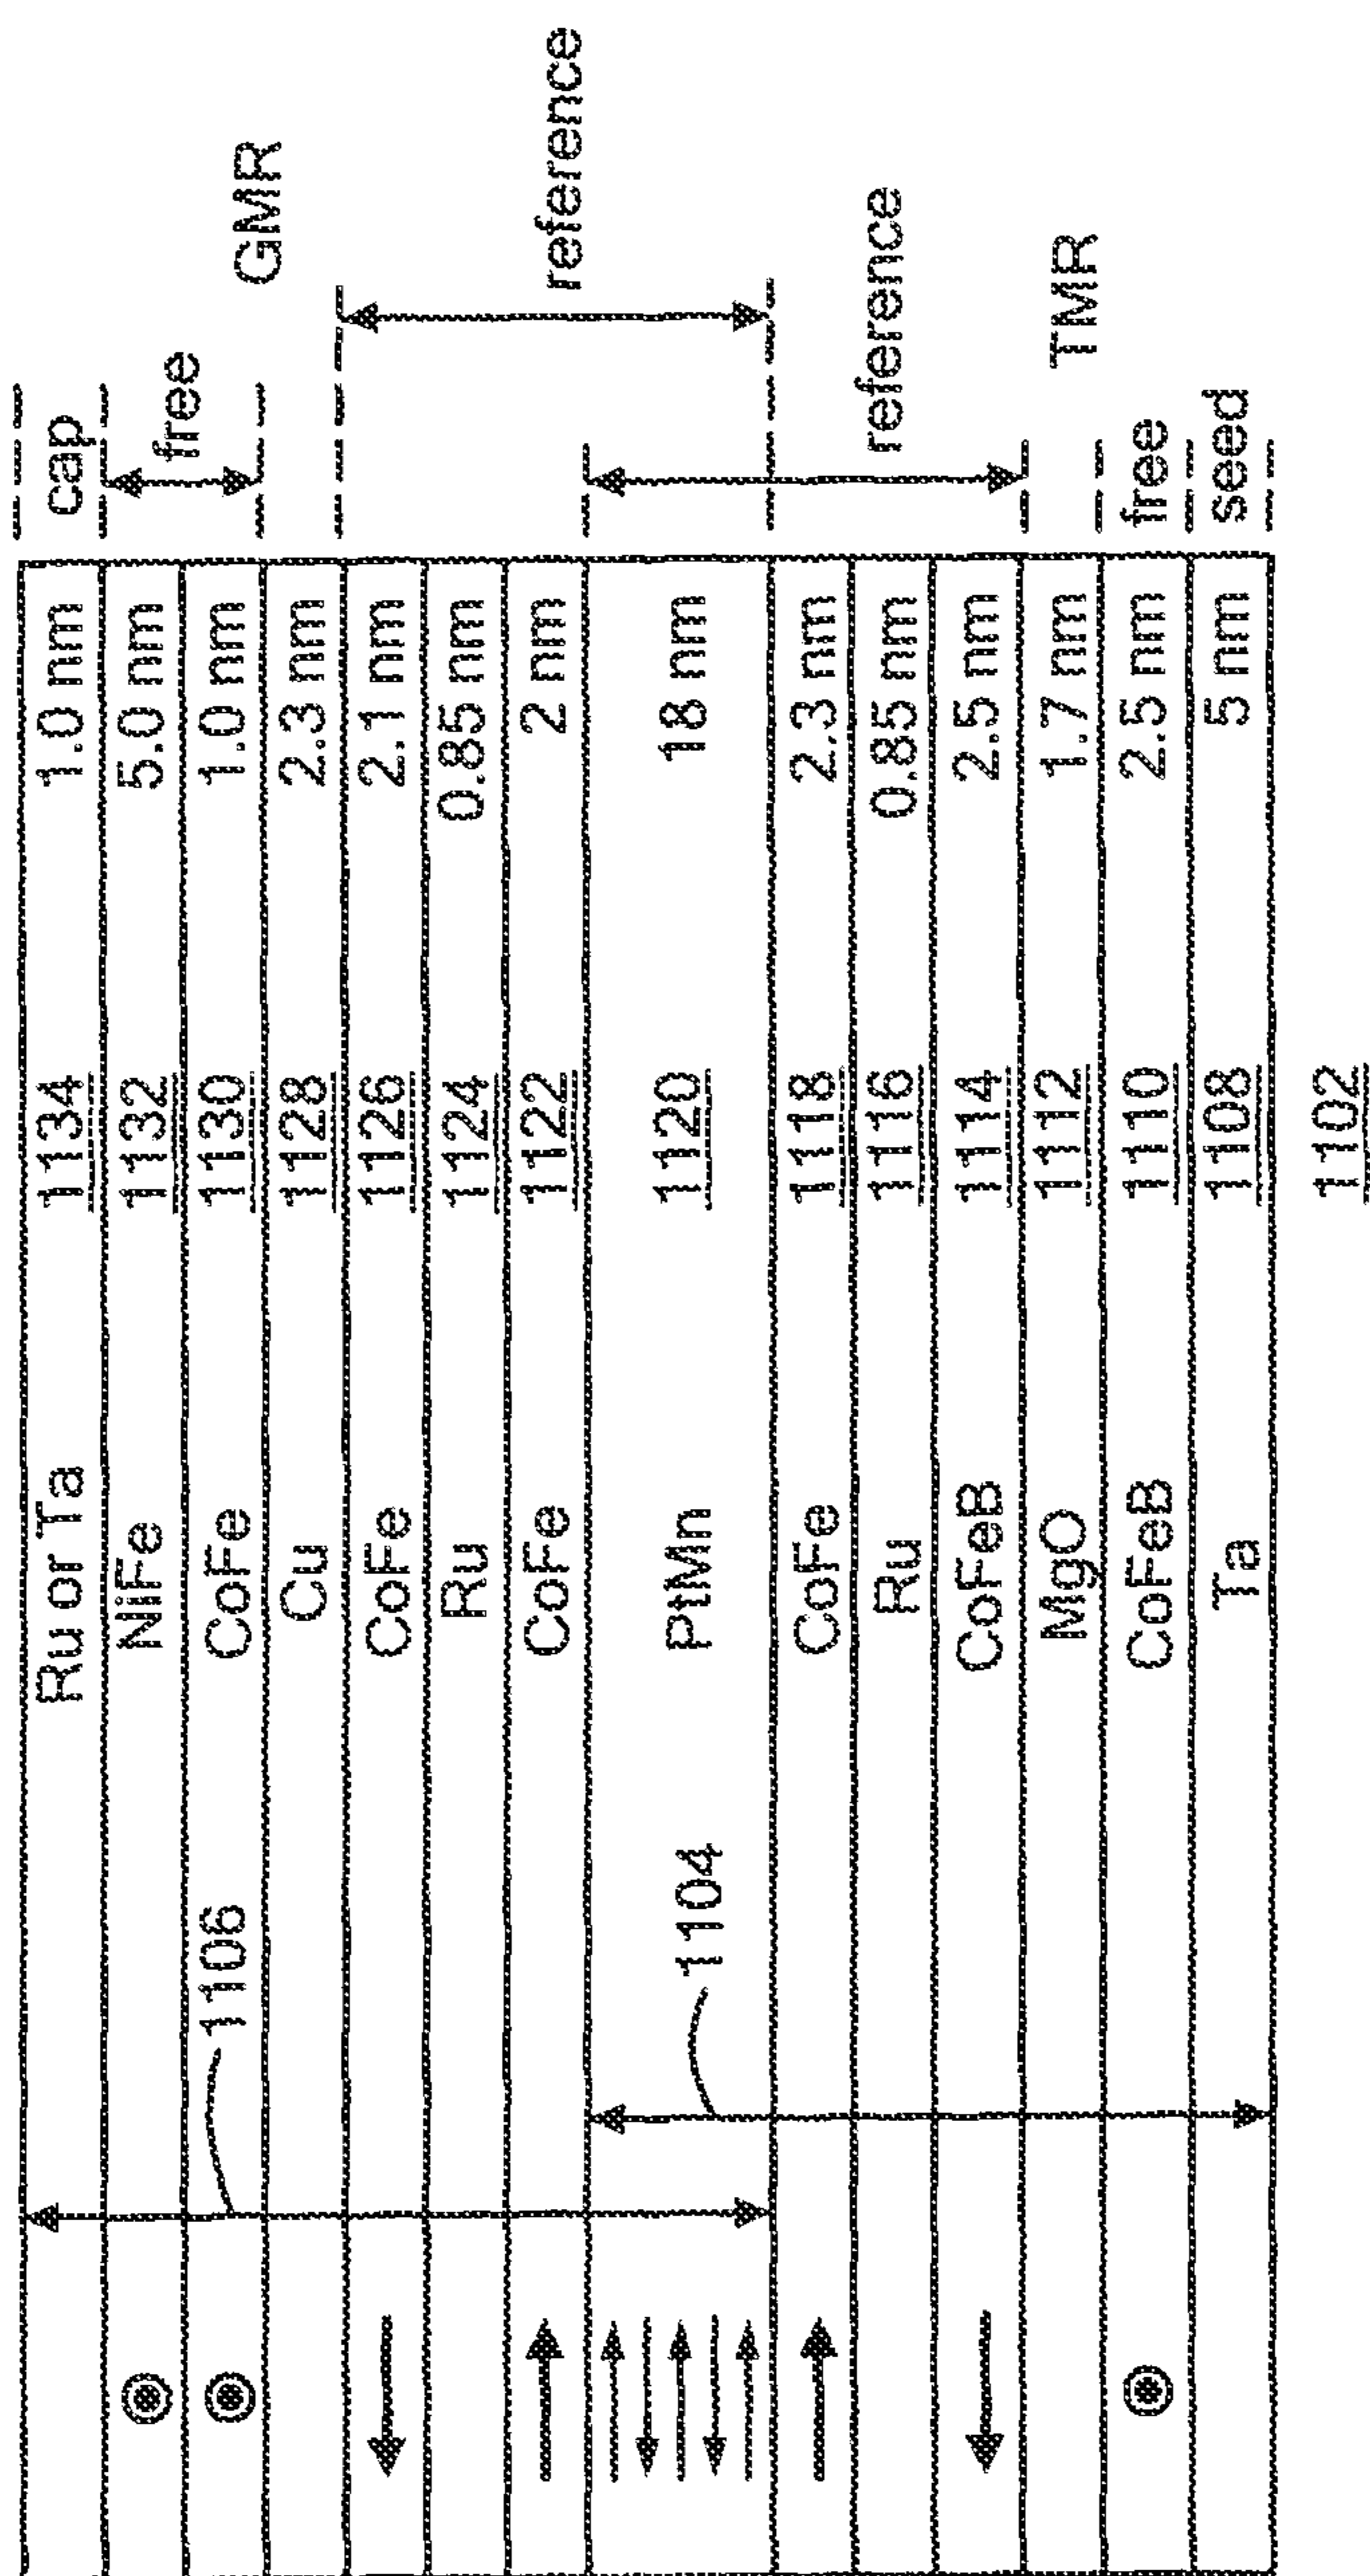 Ru or Ta 1134 1.0 nm cap
NiFe 1132 5.0 nm
free
1106 CoFe 1130 1.0 nm
GMR
Cu 1128 2.3 nm
CoFe 1126 2.1 nm
Ru 1124 0.85 nm
CoFe 1122 2 nm
reference
1104 PtMn 1120 18 nm
CoFe 1118 2.3 nm
Ru 1116 0.85 nm
reference
CoFeB 1114 2.5 nm
MgO 1112 1.7 nm
TMR
CoFeB 1110 2.5 nm free
Ta 1108 5 nm seed
1102